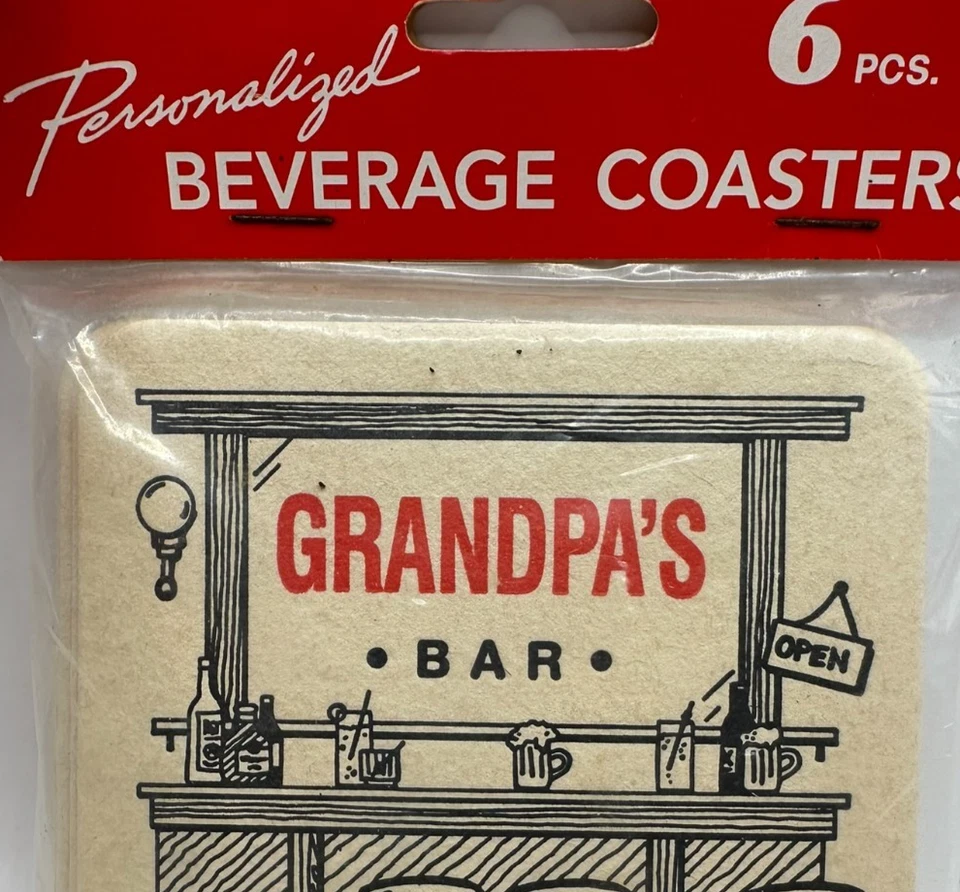 Personalized
6 PCS.
BEVERAGE COASTERS
GRANDPA'S
• BAR •
OPEN